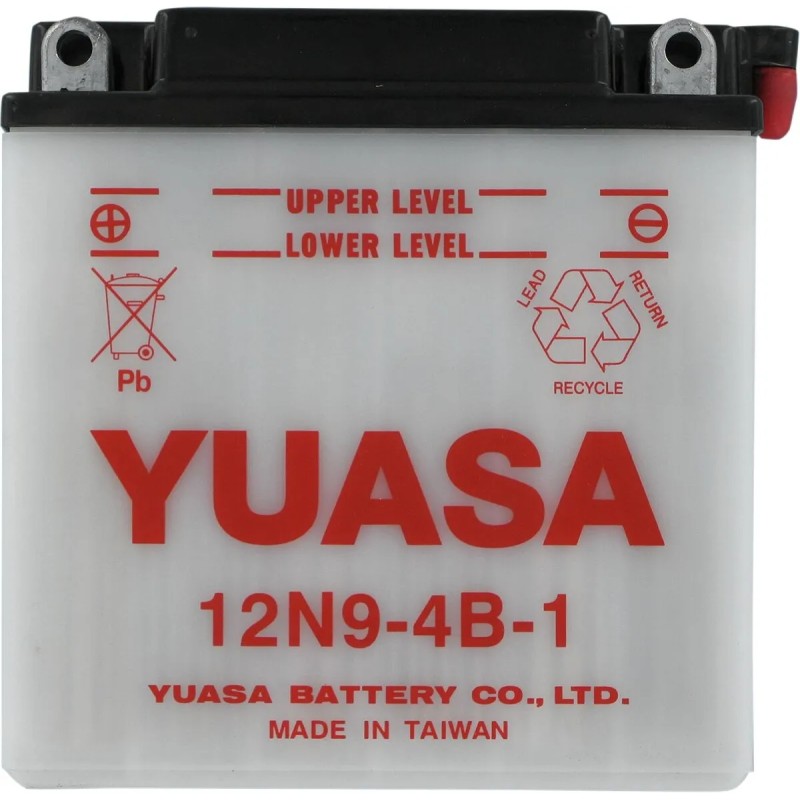 UPPER LEVEL
LOWER LEVEL
Pb
LEAD
RETURN
RECYCLE
YUASA
12N9-4B-1
YUASA BATTERY CO., LTD.
MADE IN TAIWAN